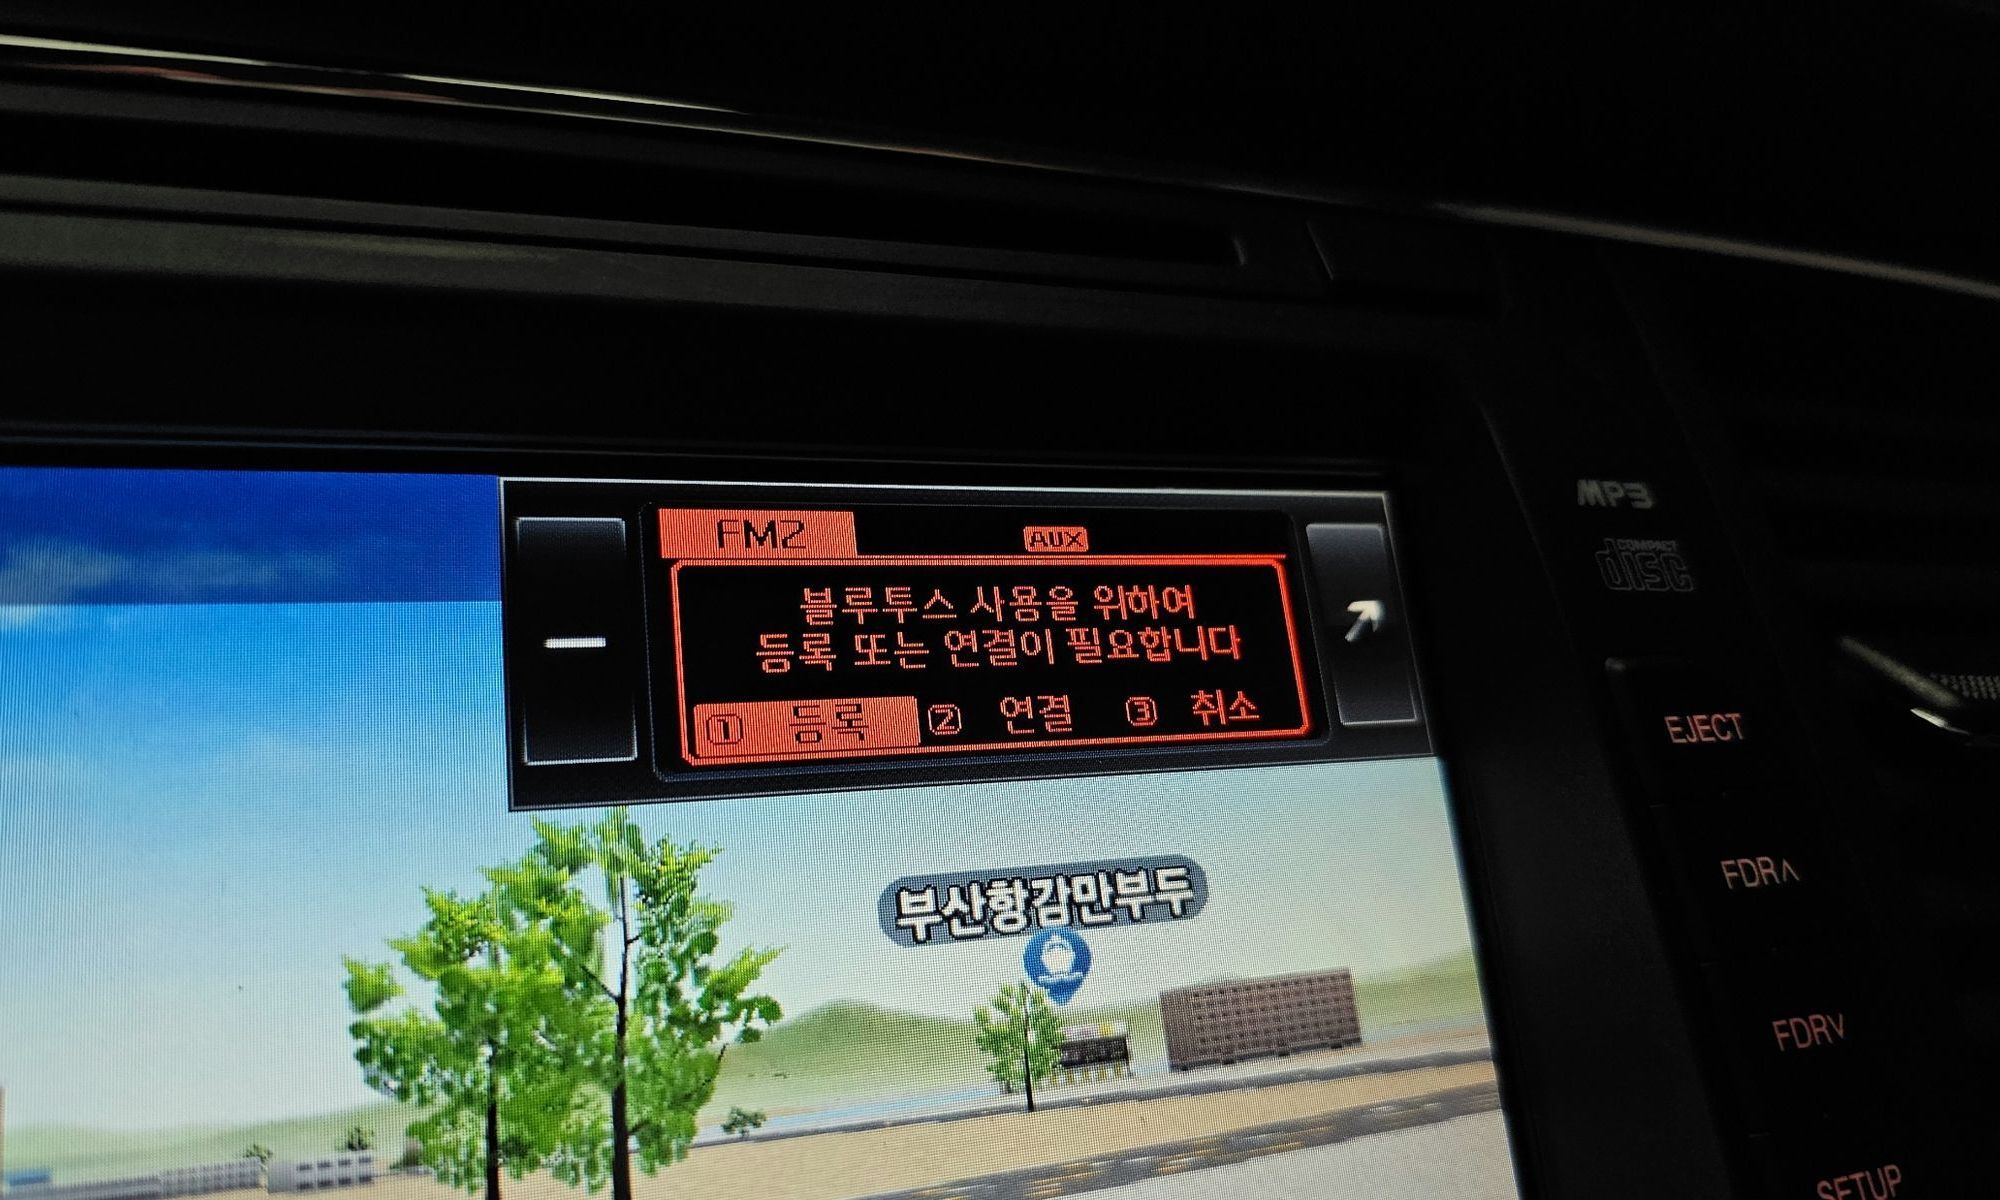 FM2 AUX
블루투스 사용을 위하여
등록 또는 연결이 필요합니다
① 등록 ② 연결 ③ 취소
부산항감만부두
MP3
COMPACT
disc
EJECT
FDR∧
FDR∨
SETUP